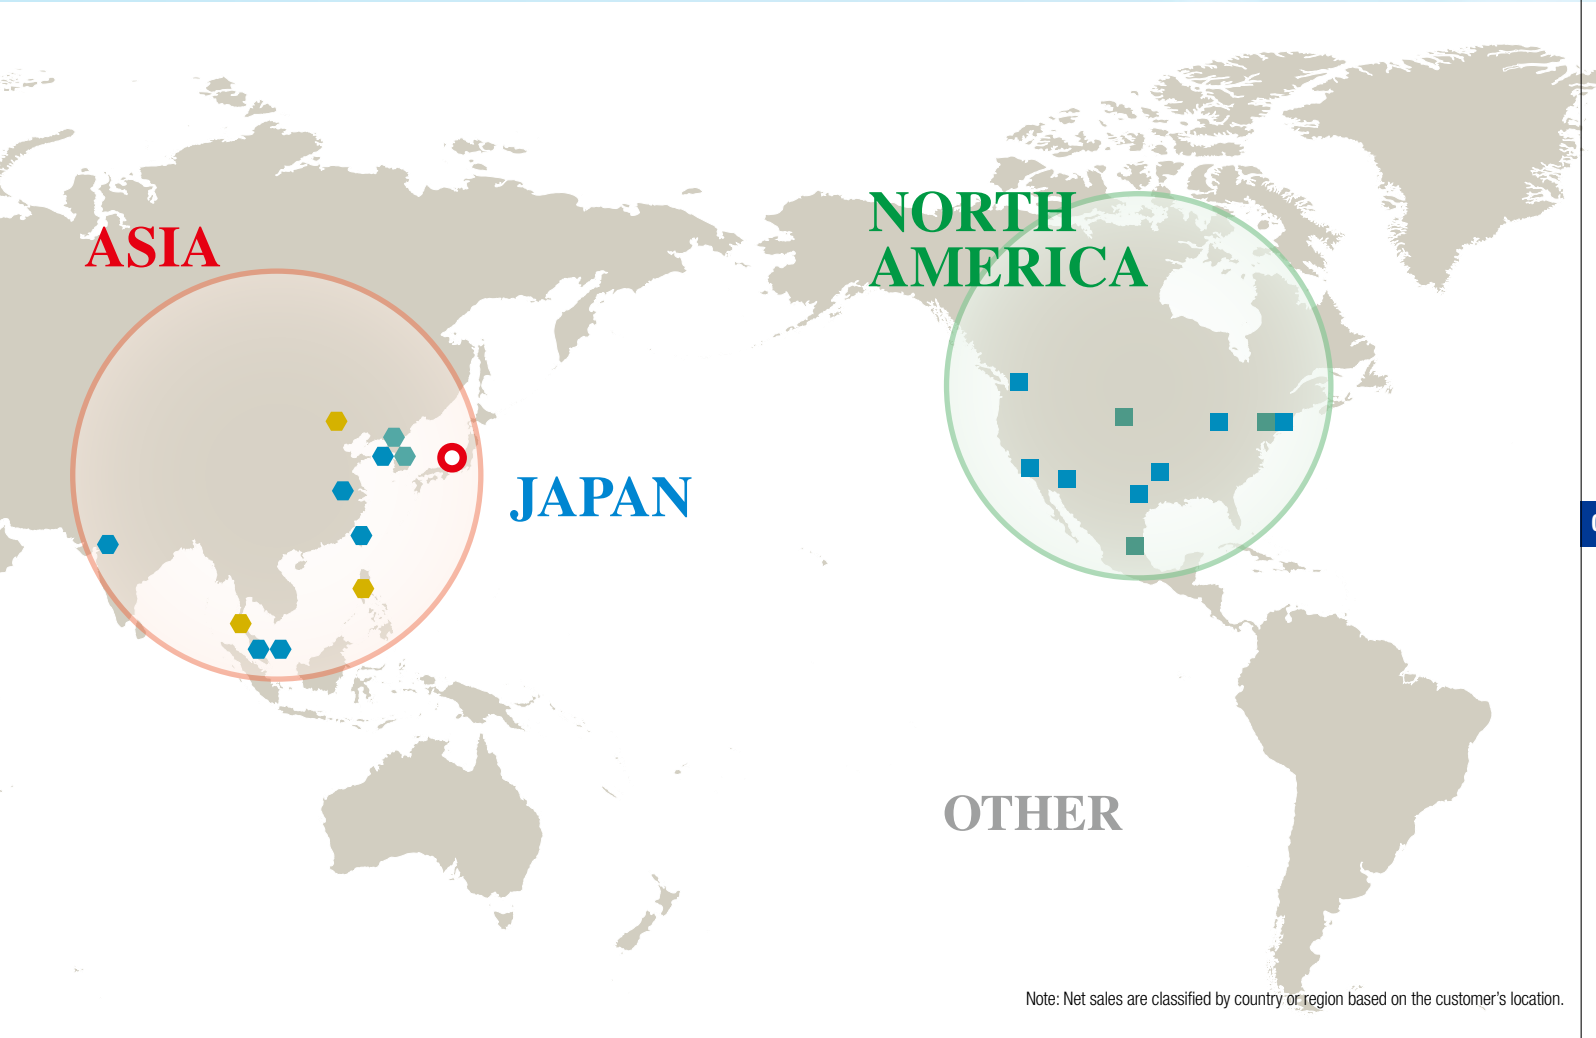 NORTH
AMERICA
ASIA
JAPAN
OTHER
Note: Net sales are classified by country or region based on the customer's location.